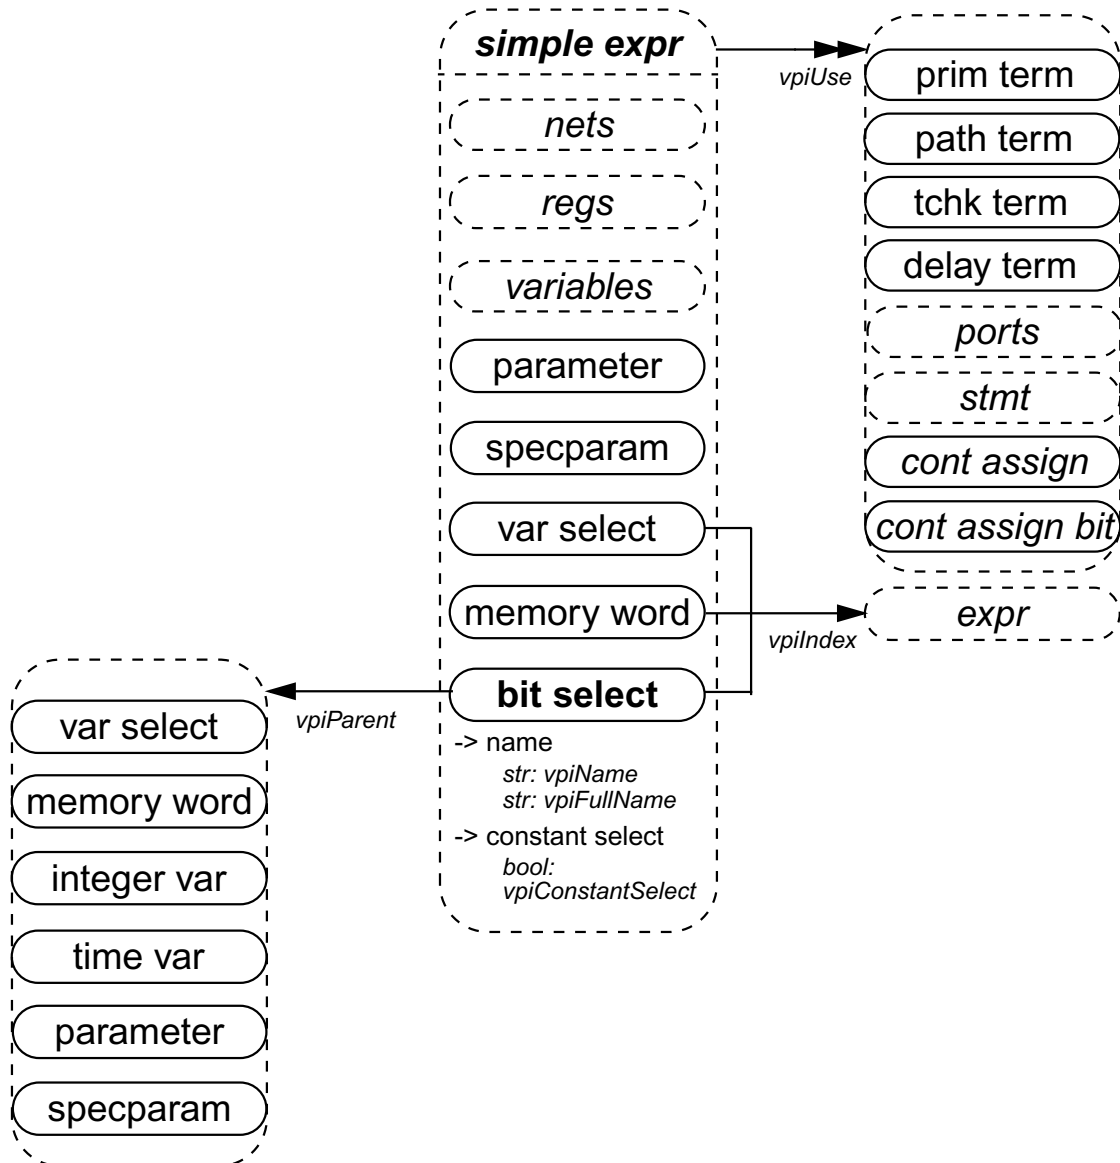 simple expr
nets
regs
variables
parameter
specparam
var select
memory word
bit select
-> name
str: vpiName
str: vpiFullName
-> constant select
bool:
vpiConstantSelect
vpiUse
prim term
path term
tchk term
delay term
ports
stmt
cont assign
cont assign bit
vpiIndex
expr
vpiParent
var select
memory word
integer var
time var
parameter
specparam